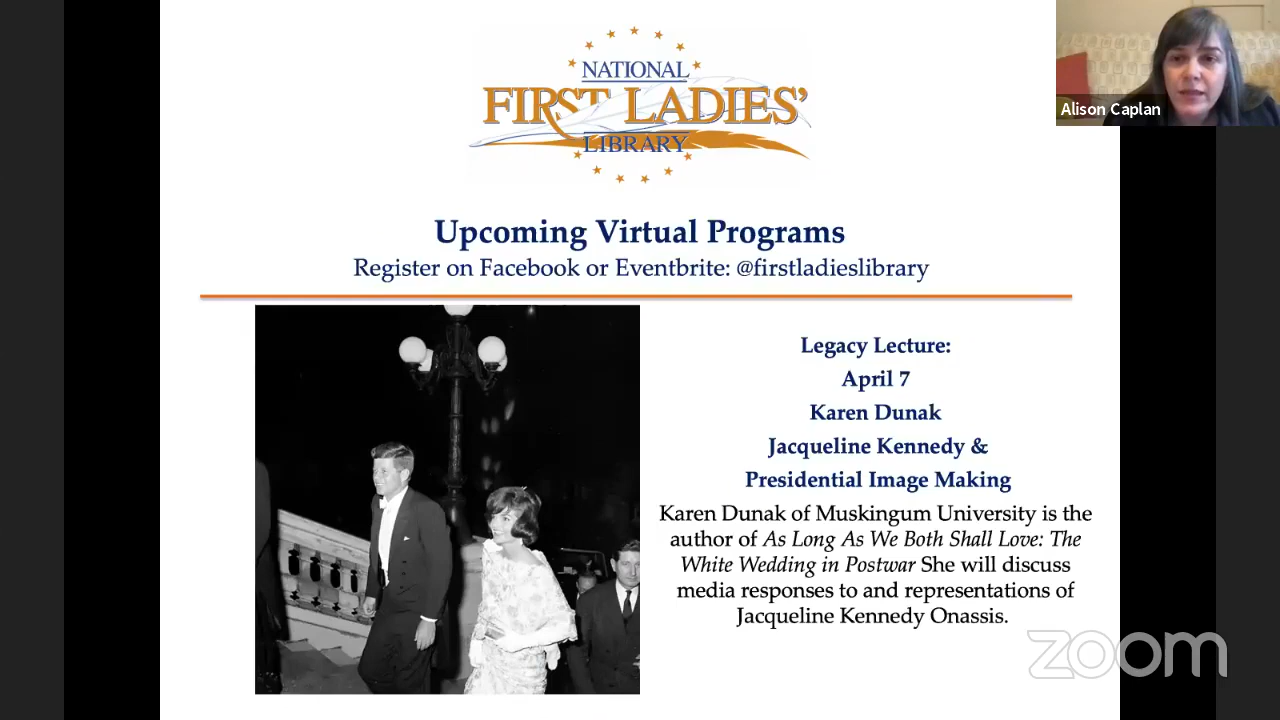 NATIONAL
FIRST LADIES'
LIBRARY
Alison Caplan
Upcoming Virtual Programs
Register on Facebook or Eventbrite: @firstladieslibrary
Legacy Lecture:
April 7
Karen Dunak
Jacqueline Kennedy &
Presidential Image Making
Karen Dunak of Muskingum University is the
author of As Long As We Both Shall Love: The
White Wedding in Postwar She will discuss
media responses to and representations of
Jacqueline Kennedy Onassis.
zoom